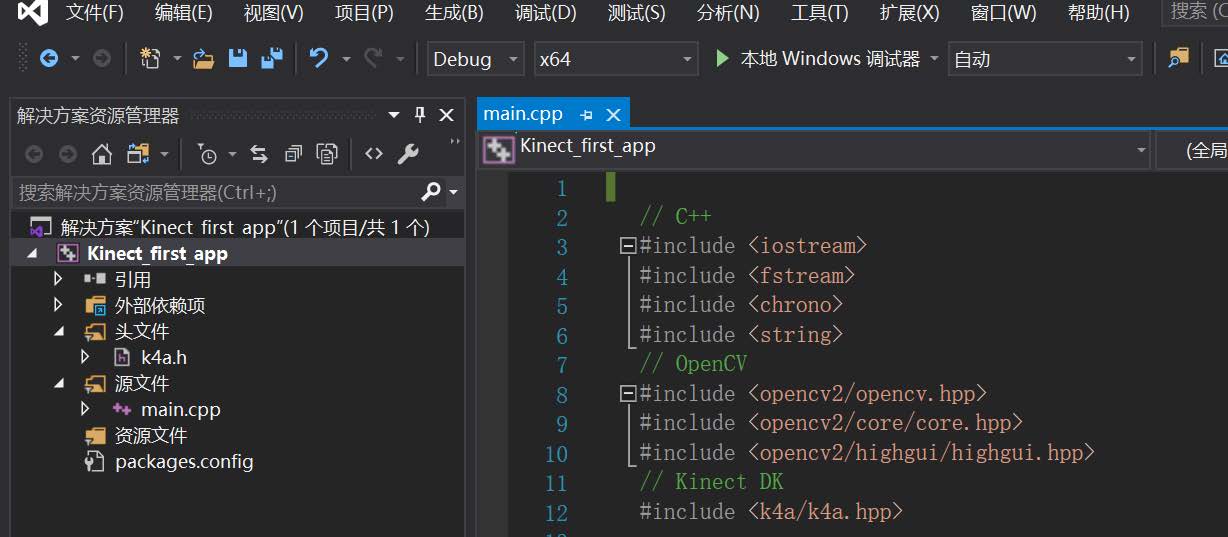 文件(F) 编辑(E) 视图(V) 项目(P) 生成(B) 调试(D) 测试(S) 分析(N) 工具(T) 扩展(X) 窗口(W) 帮助(H) 搜索 (C
Debug x64 本地 Windows 调试器 自动
解决方案资源管理器
搜索解决方案资源管理器(Ctrl+;)
解决方案“Kinect_first_app”(1 个项目/共 1 个)
Kinect_first_app
引用
外部依赖项
头文件
k4a.h
源文件
main.cpp
资源文件
packages.config
main.cpp
Kinect_first_app (全局
1
2 // C++
3 #include <iostream>
4 #include <fstream>
5 #include <chrono>
6 #include <string>
7 // OpenCV
8 #include <opencv2/opencv.hpp>
9 #include <opencv2/core/core.hpp>
10 #include <opencv2/highgui/highgui.hpp>
11 // Kinect DK
12 #include <k4a/k4a.hpp>